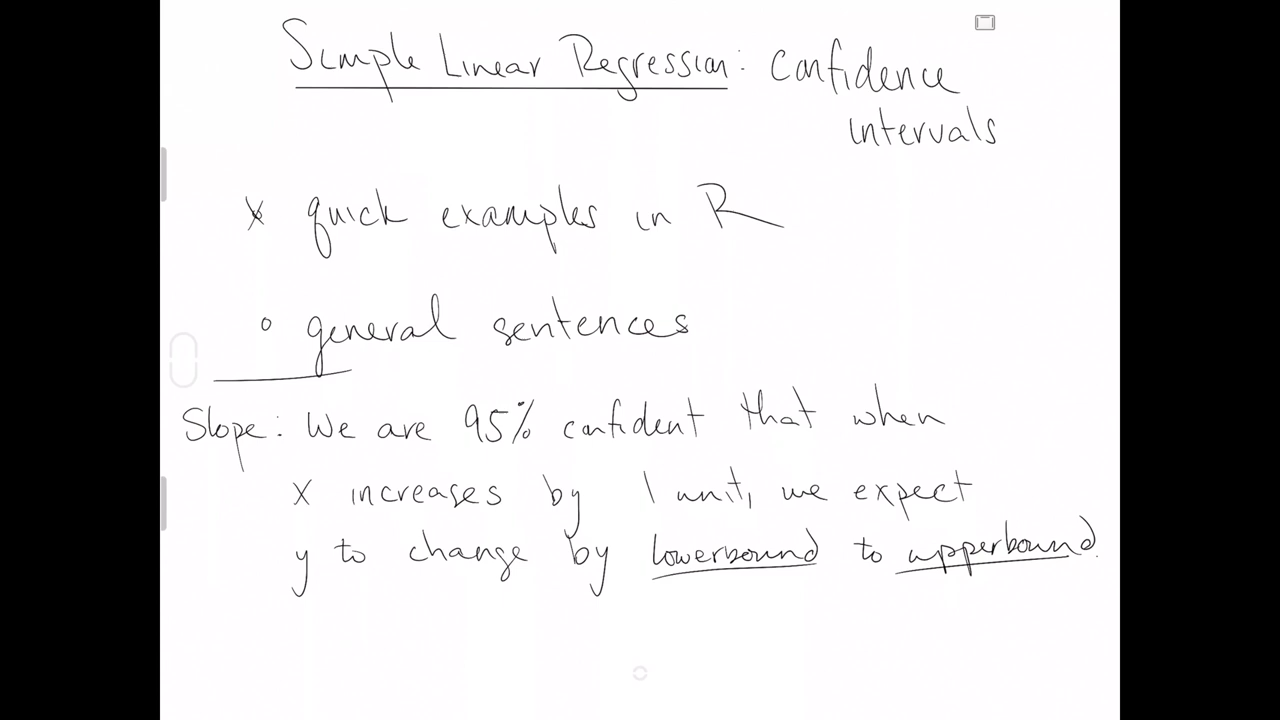 Simple Linear Regression: Confidence
intervals
x quick examples in R
° general sentences
Slope: We are 95% confident that when
x increases by 1 unit, we expect
y to change by lowerbound to upperbound.